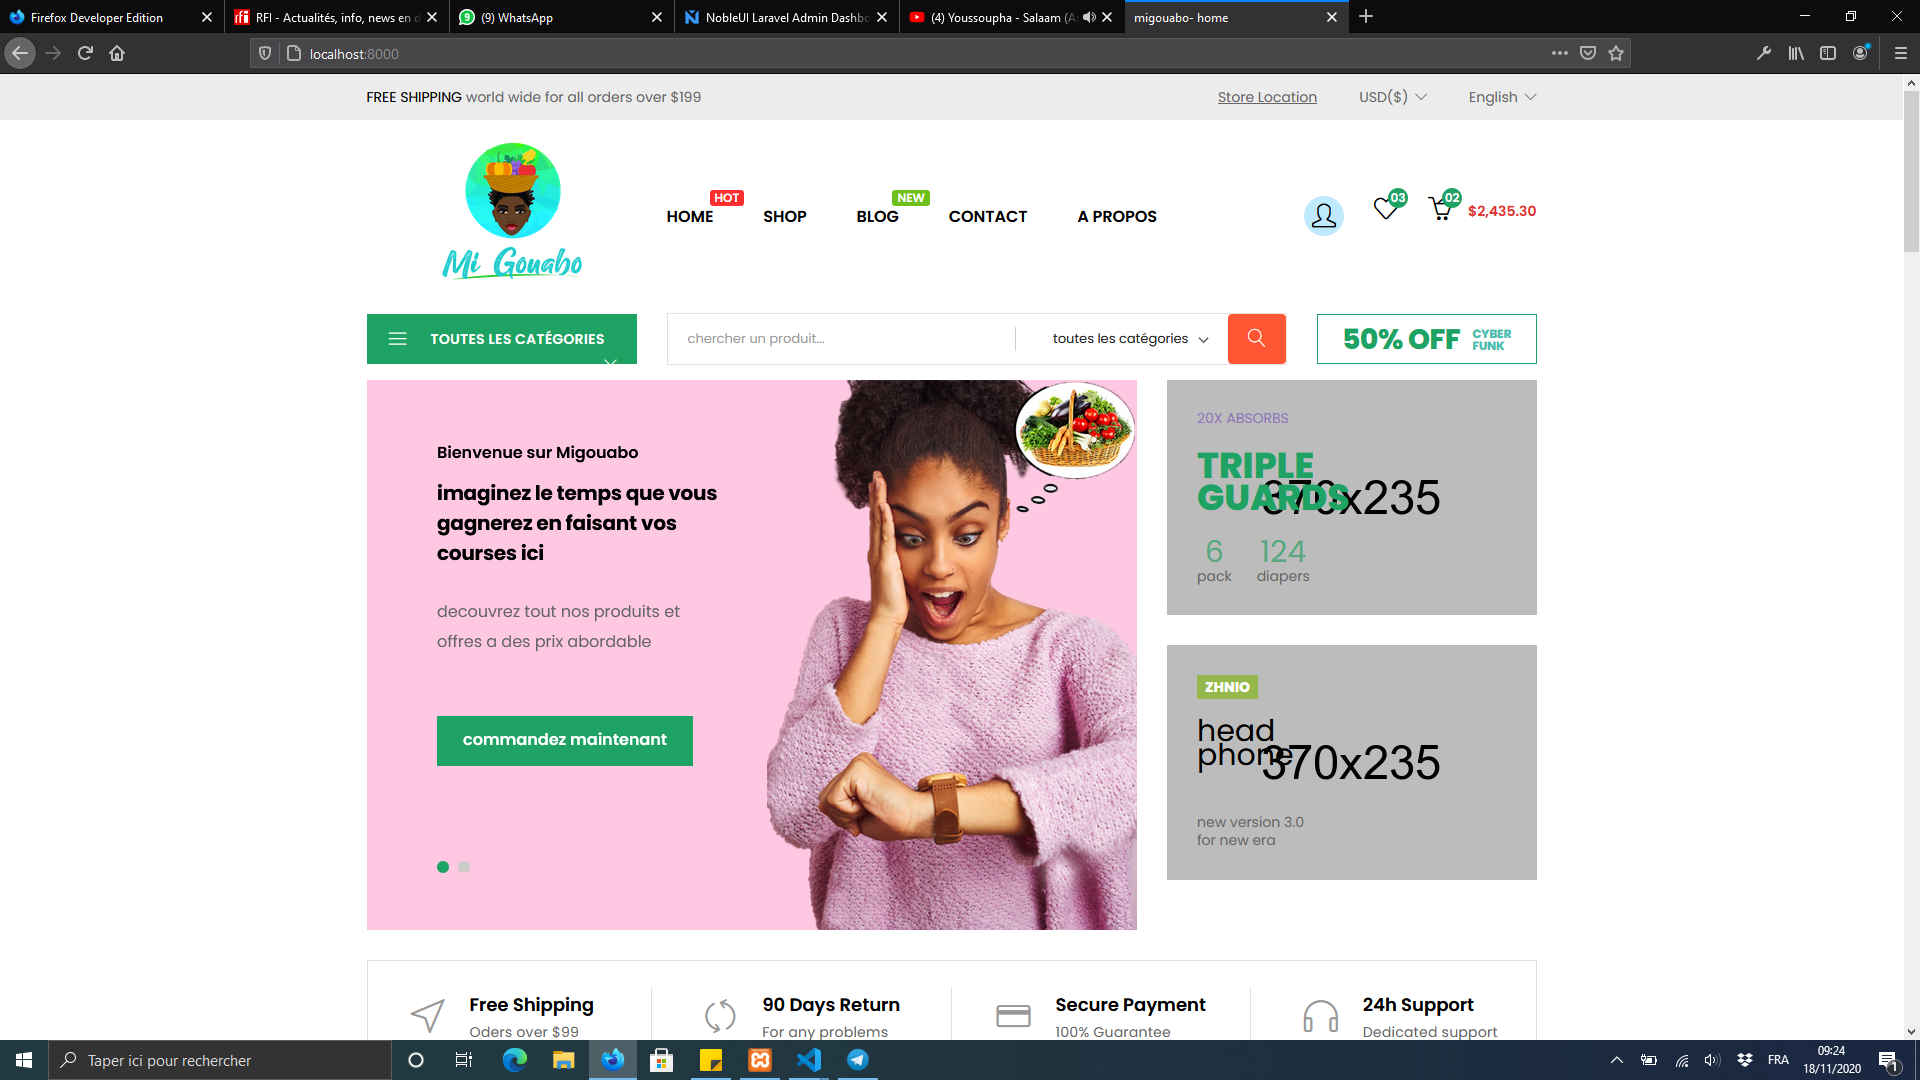 Firefox Developer Edition
RFI - Actualités, info, news en d
(9) WhatsApp
NobleUI Laravel Admin Dashbo
(4) Youssoupha - Salaam (A
migouabo- home
localhost:8000
FREE SHIPPING world wide for all orders over $199
Store Location
USD($)
English
Mi Gouabo
HOME
HOT
SHOP
BLOG
NEW
CONTACT
A PROPOS
03
02
$2,435.30
TOUTES LES CATÉGORIES
chercher un produit...
toutes les catégories
50% OFF
CYBER
FUNK
Bienvenue sur Migouabo
imaginez le temps que vous
gagnerez en faisant vos
courses ici
decouvrez tout nos produits et
offres a des prix abordable
commandez maintenant
20X ABSORBS
TRIPLE
GUARDS
370x235
6
pack
124
diapers
ZHNIO
head
phone
370x235
new version 3.0
for new era
Free Shipping
Oders over $99
90 Days Return
For any problems
Secure Payment
100% Guarantee
24h Support
Dedicated support
Taper ici pour rechercher
FRA
09:24
18/11/2020
1